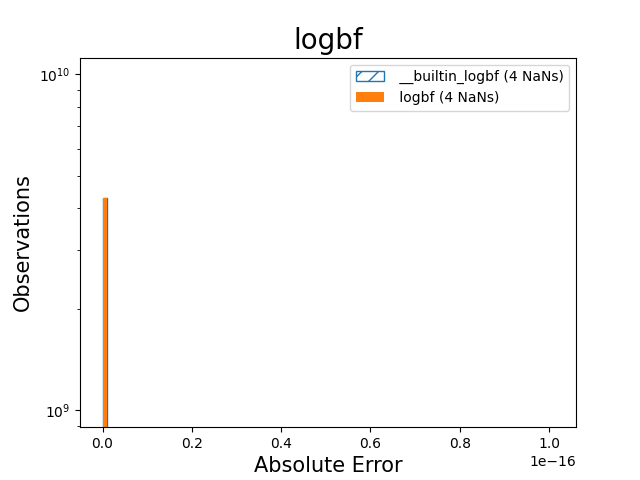 logbf
__builtin_logbf (4 NaNs)
logbf (4 NaNs)
Observations
10^10
10^9
0.0 0.2 0.4 0.6 0.8 1.0
1e−16
Absolute Error